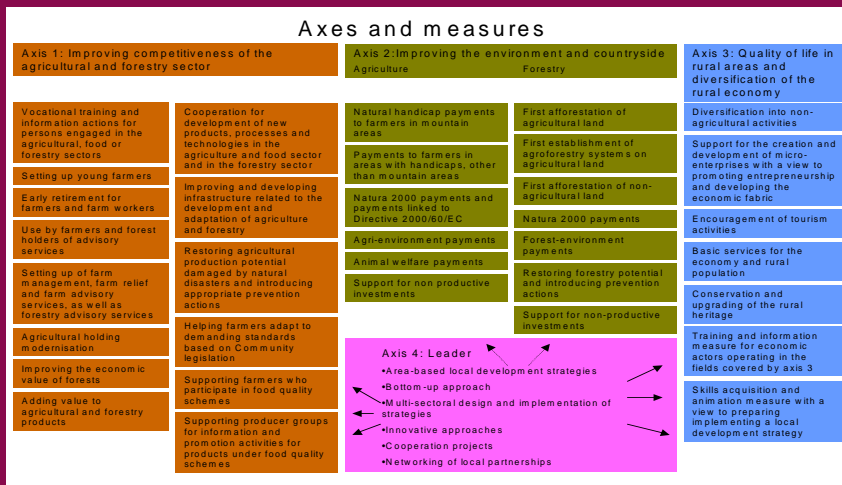 Axes and measures
Axis 1: Improving competitiveness of the
agricultural and forestry sector
Vocational training and
information actions for
persons engaged in the
agricultural, food or
forestry sectors
Setting up young farmers
Early retirement for
farmers and farm workers
Use by farmers and forest
holders of advisory
services
Setting up of farm
management, farm relief
and farm advisory
services, as well as
forestry advisory services
Agricultural holding
modernisation
Improving the economic
value of forests
Adding value to
agricultural and forestry
products
Cooperation for
development of new
products, processes and
technologies in the
agriculture and food sector
and in the forestry sector
Improving and developing
infrastructure related to the
development and
adaptation of agriculture
and forestry
Restoring agricultural
production potential
damaged by natural
disasters and introducing
appropriate prevention
actions
Helping farmers adapt to
demanding standards
based on Community
legislation
Supporting farmers who
participate in food quality
schemes
Supporting producer groups
for information and
promotion activities for
products under food quality
schemes
Axis 2:Improving the environment and countryside
Agriculture Forestry
Natural handicap payments
to farmers in mountain
areas
Payments to farmers in
areas with handicaps, other
than mountain areas
Natura 2000 payments and
payments linked to
Directive 2000/60/EC
Agri-environment payments
Animal welfare payments
Support for non productive
investments
First afforestation of
agricultural land
First establishment of
agroforestry systems on
agricultural land
First afforestation of non-
agricultural land
Natura 2000 payments
Forest-environment
payments
Restoring forestry potential
and introducing prevention
actions
Support for non-productive
investments
Axis 3: Quality of life in
rural areas and
diversification of the
rural economy
Diversification into non-
agricultural activities
Support for the creation and
development of micro-
enterprises with a view to
promoting entrepreneurship
and developing the
economic fabric
Encouragement of tourism
activities
Basic services for the
economy and rural
population
Conservation and
upgrading of the rural
heritage
Training and information
measure for economic
actors operating in the
fields covered by axis 3
Skills acquisition and
animation measure with a
view to preparing
implementing a local
development strategy
Axis 4: Leader
•Area-based local development strategies
•Bottom-up approach
•Multi-sectoral design and implementation of
strategies
•Innovative approaches
•Cooperation projects
•Networking of local partnerships